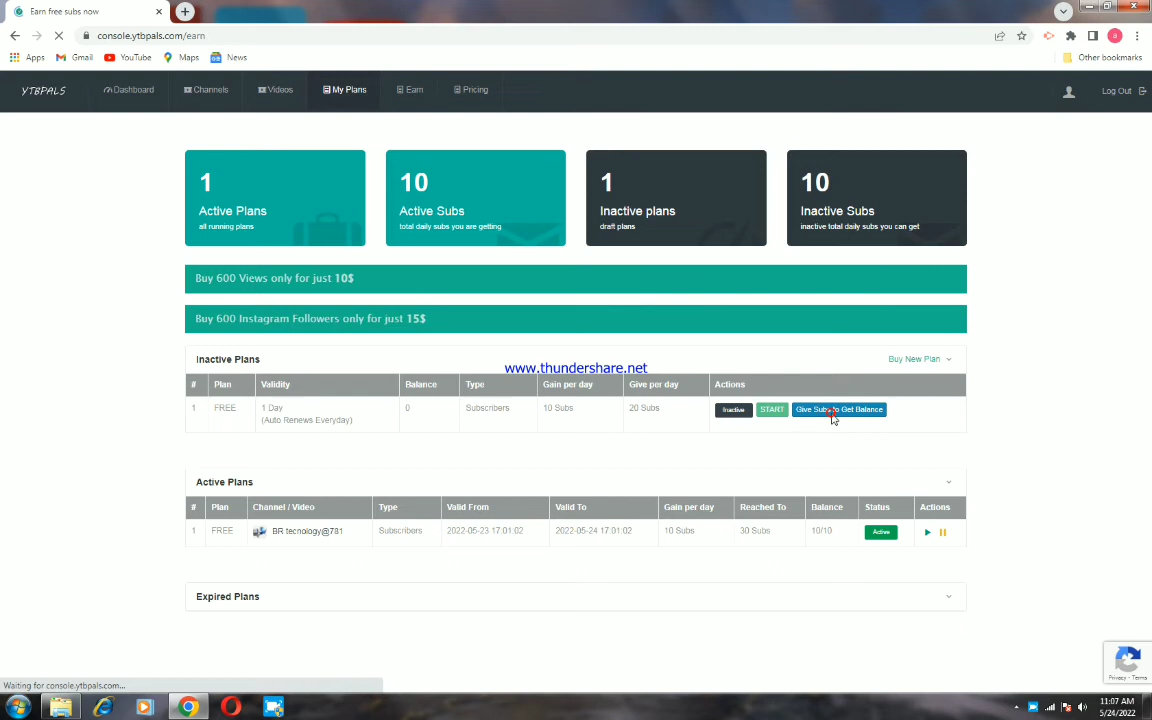 Earn free subs now
console.ytbpals.com/earn
a
Apps Gmail YouTube Maps News Other bookmarks
YTBPALS Dashboard Channels Videos My Plans Earn Pricing Log Out
1 10 1 10
Active Plans Active Subs Inactive plans Inactive Subs
all running plans total daily subs you are getting draft plans inactive total daily subs you can get
Buy 600 Views only for just 10$
Buy 600 Instagram Followers only for just 15$
Inactive Plans Buy New Plan
www.thundershare.net
# Plan Validity Balance Type Gain per day Give per day Actions
1 FREE 1 Day 0 Subscribers 10 Subs 20 Subs Inactive START Give Subs to Get Balance
(Auto Renews Everyday)
Active Plans
# Plan Channel / Video Type Valid From Valid To Gain per day Reached To Balance Status Actions
1 FREE BR tecnology@781 Subscribers 2022-05-23 17:01:02 2022-05-24 17:01:02 10 Subs 30 Subs 10/10 Active
Expired Plans
Privacy - Terms
Waiting for console.ytbpals.com...
11:07 AM
5/24/2022